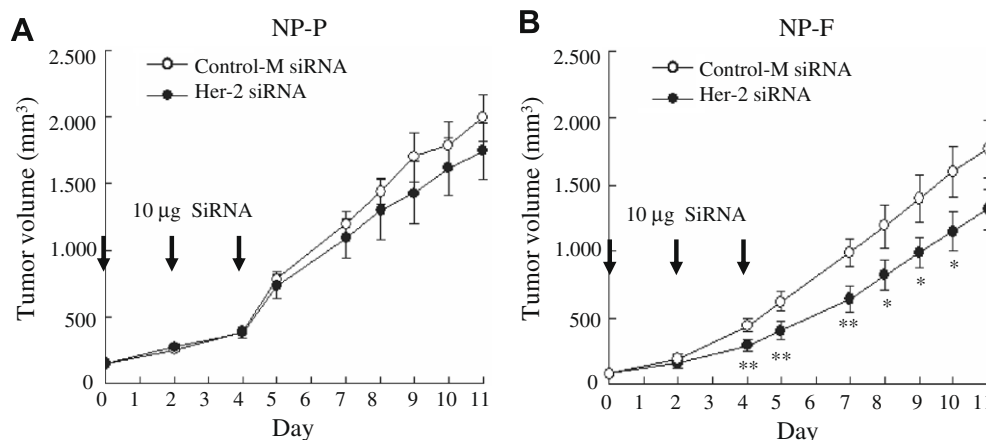 A
NP-P
Tumor volume (mm³)
2.500
2.000
1.500
1.000
500
0
Control-M siRNA
Her-2 siRNA
10 µg SiRNA
0 1 2 3 4 5 6 7 8 9 10 11
Day
B
NP-F
Tumor volume (mm³)
2.500
2.000
1.500
1.000
500
0
Control-M siRNA
Her-2 siRNA
10 µg SiRNA
** ** ** * * *
0 1 2 3 4 5 6 7 8 9 10 11
Day